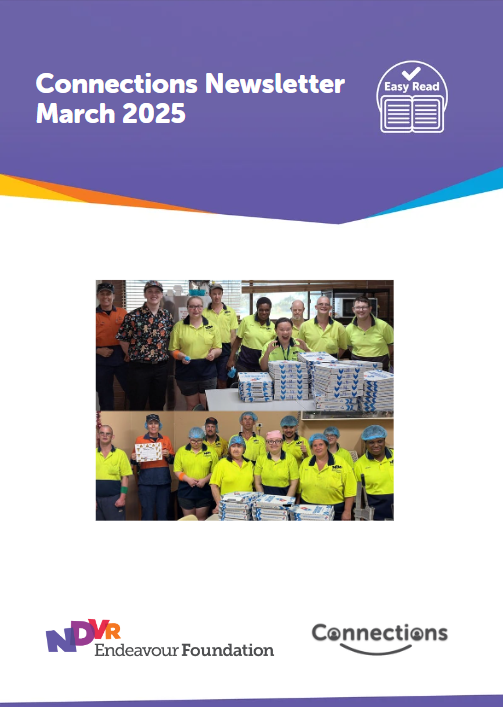 Connections Newsletter
March 2025
Easy Read
NDVR
Endeavour Foundation
Connections